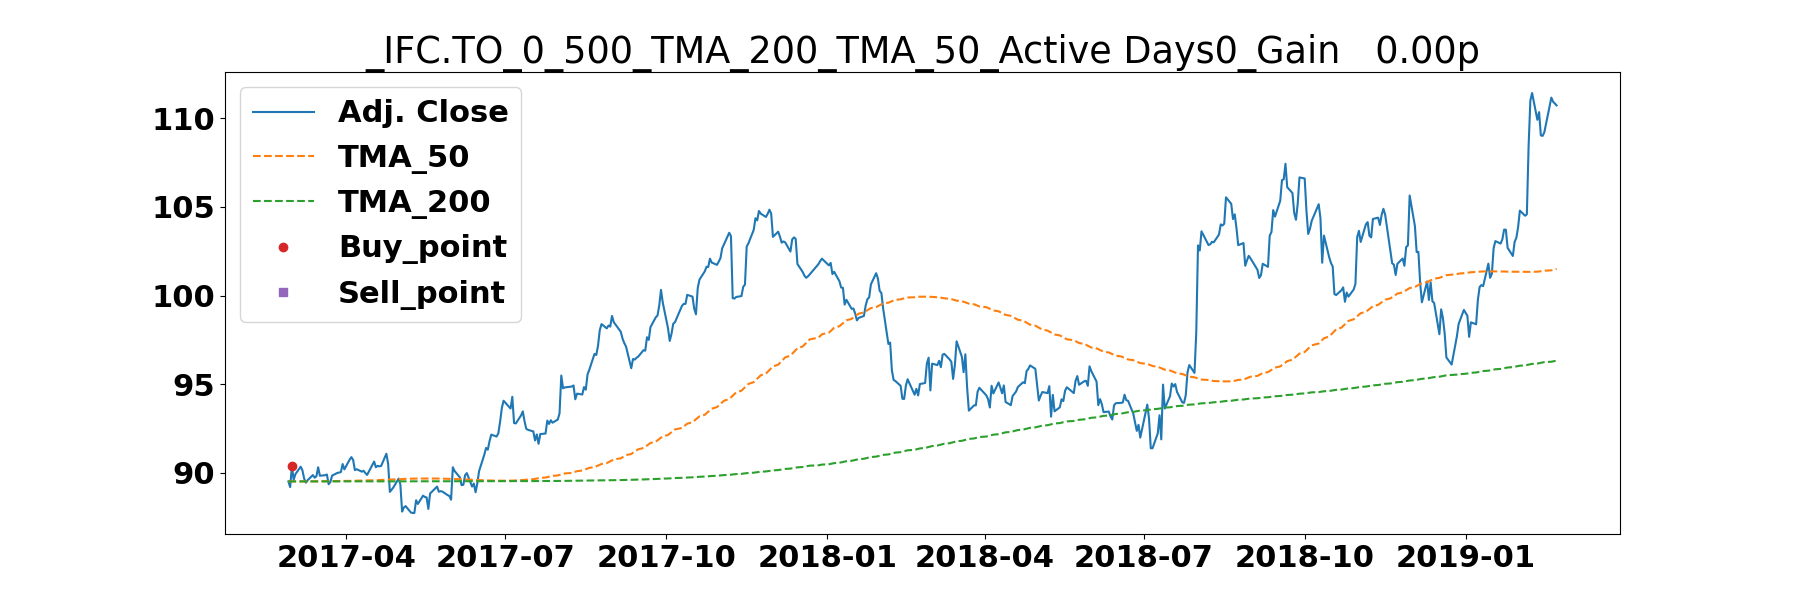 _IFC.TO_0_500_TMA_200_TMA_50_Active Days0_Gain   0.00p
110
105
100
95
90
Adj. Close
TMA_50
TMA_200
Buy_point
Sell_point
2017-04 2017-07 2017-10 2018-01 2018-04 2018-07 2018-10 2019-01